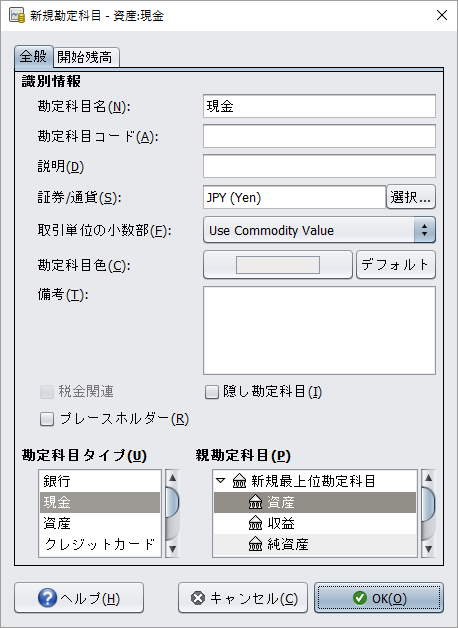 新規勘定科目 - 資産:現金
全般 開始残高
識別情報
勘定科目名(N): 現金
勘定科目コード(A):
説明(D)
証券/通貨(S): JPY (Yen) 選択...
取引単位の小数部(F): Use Commodity Value
勘定科目色(C): デフォルト
備考(T):
税金関連 隠し勘定科目(I)
プレースホルダー(R)
勘定科目タイプ(U) 親勘定科目(P)
銀行 新規最上位勘定科目
現金 資産
資産 収益
クレジットカード 純資産
ヘルプ(H) キャンセル(C) OK(O)